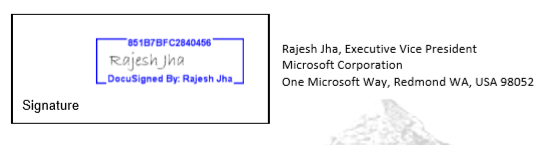 851B7BFC2840456
Rajesh Jha
DocuSigned By: Rajesh Jha
Signature
Rajesh Jha, Executive Vice President
Microsoft Corporation
One Microsoft Way, Redmond WA, USA 98052